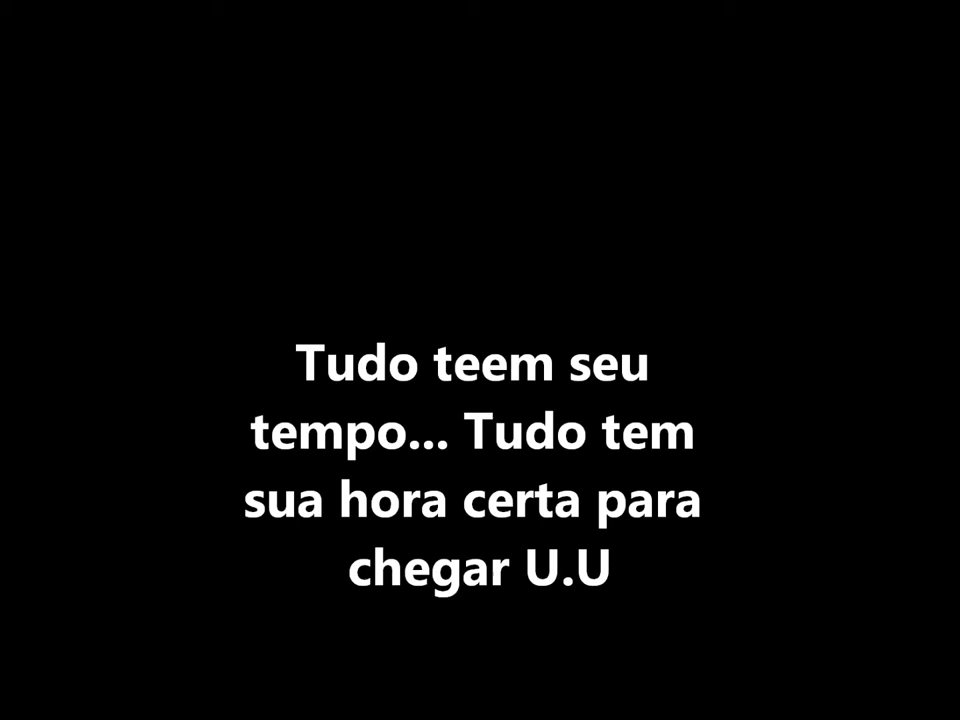 Tudo teem seu
tempo... Tudo tem
sua hora certa para
chegar U.U